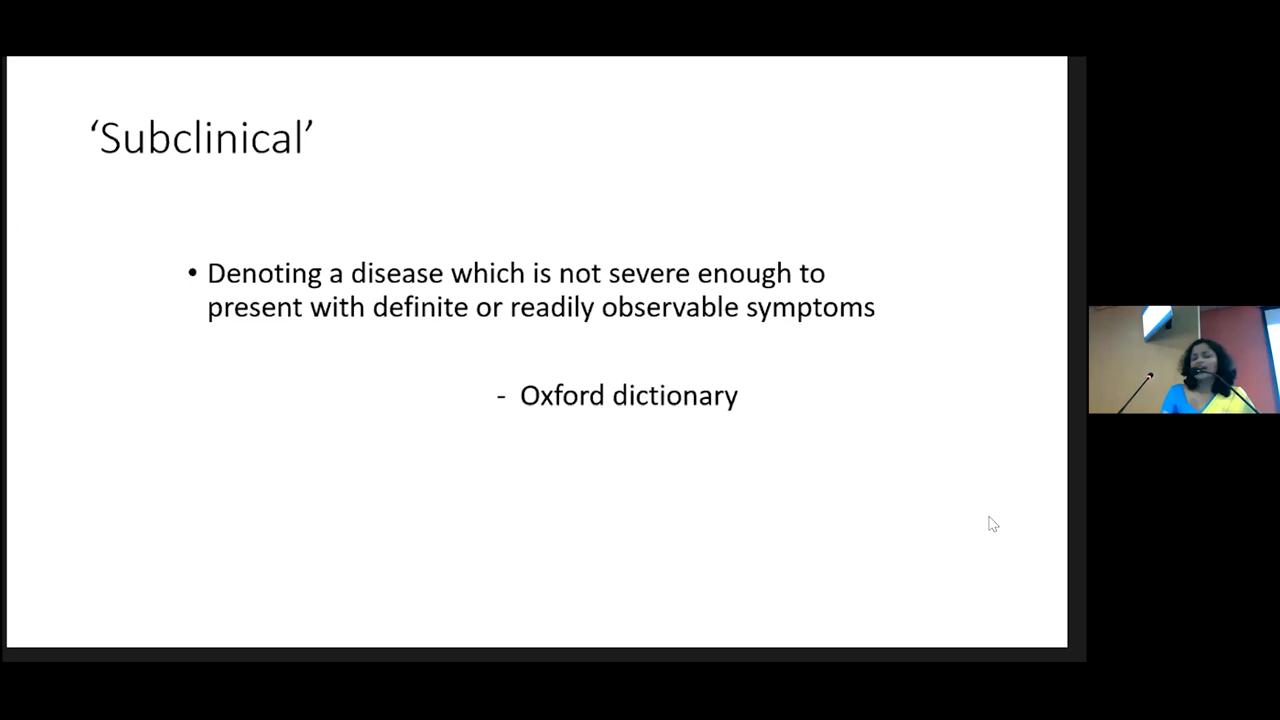 ‘Subclinical’
• Denoting a disease which is not severe enough to
present with definite or readily observable symptoms
- Oxford dictionary